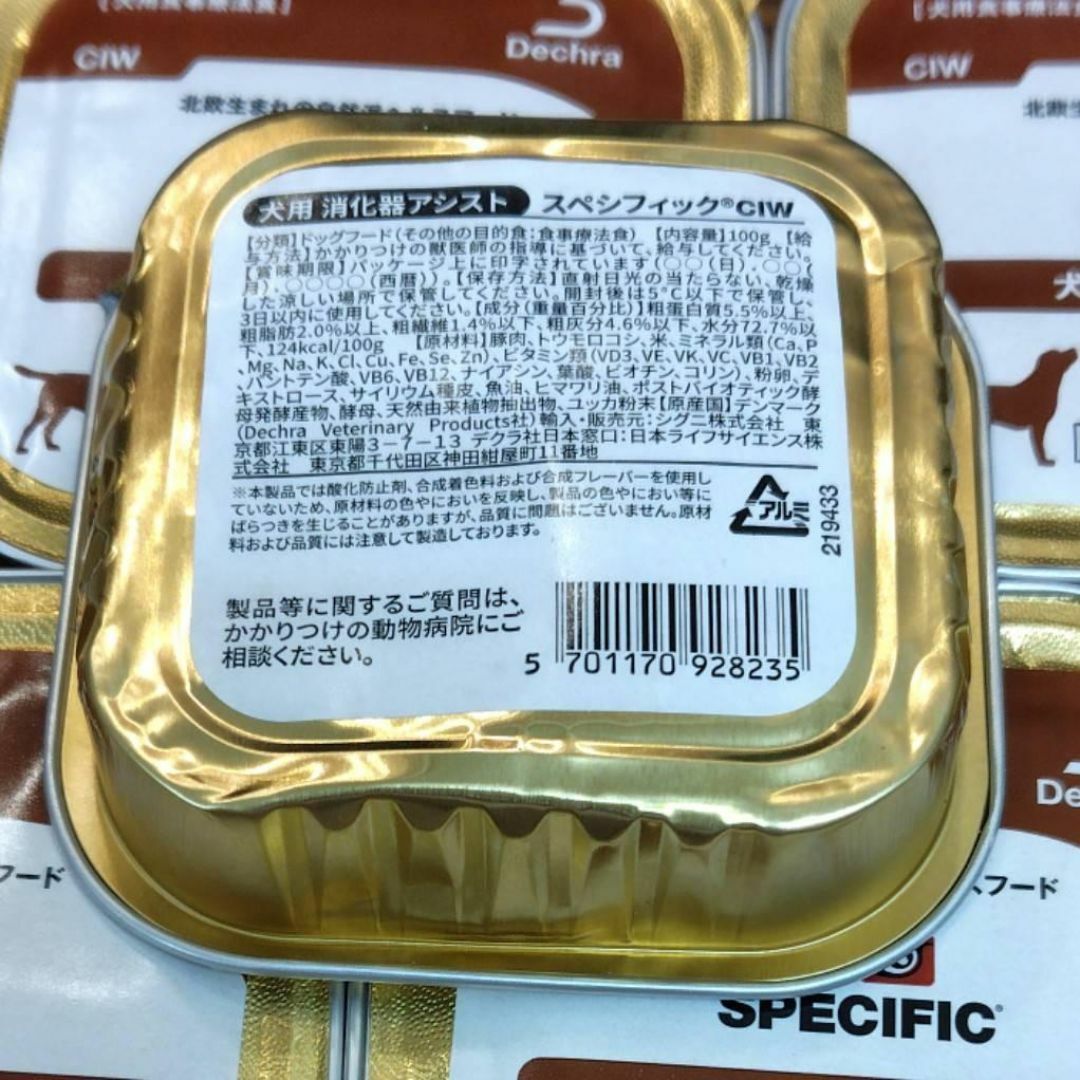 【犬用食事療法食】
CIW
Dechra
CIW
犬用 消化器アシスト スペシフィック®CIW
【分類】ドッグフード(その他の目的食:食事療法食) 【内容量】100g 【給
与方法】かかりつけの獣医師の指導に基づいて、給与してください。
【賞味期限】パッケージ上に印字されています(○○(日).○○(
月).○○○○(西暦))。【保存方法】直射日光の当たらない、乾燥
した涼しい場所で保管してください。開封後は5℃以下で保管し、
3日以内に使用してください。【成分(重量百分比)】粗蛋白質5.5%以上、
粗脂肪2.0%以上、粗繊維1.4%以下、粗灰分4.6%以下、水分72.7%以
下、124kcal/100g 【原材料】豚肉、トウモロコシ、米、ミネラル類(Ca、P、
Mg、Na、K、Cl、Cu、Fe、Se、Zn)、ビタミン類(VD3、VE、VK、VC、VB1、VB2、
パントテン酸、VB6、VB12、ナイアシン、葉酸、ビオチン、コリン)、粉卵、デ
キストロース、サイリウム種皮、魚油、ヒマワリ油、ポストバイオティック酵
母発酵産物、酵母、天然由来植物抽出物、ユッカ粉末【原産国】デンマーク
(Dechra Veterinary Products社)輸入・販売元:シグニ株式会社 東
京都江東区東陽3-7-13 デクラ社日本窓口:日本ライフサイエンス株
式会社 東京都千代田区神田紺屋町11番地
※本製品では酸化防止剤、合成着色料および合成フレーバーを使用し
ていないため、原材料の色やにおいを反映し、製品の色やにおい等に
ばらつきを生じることがありますが、品質に問題はございません。原材
料および品質には注意して製造しております。
アルミ
219433
製品等に関するご質問は、
かかりつけの動物病院にご
相談ください。
5 701170 928235
フード
フード
SPECIFIC